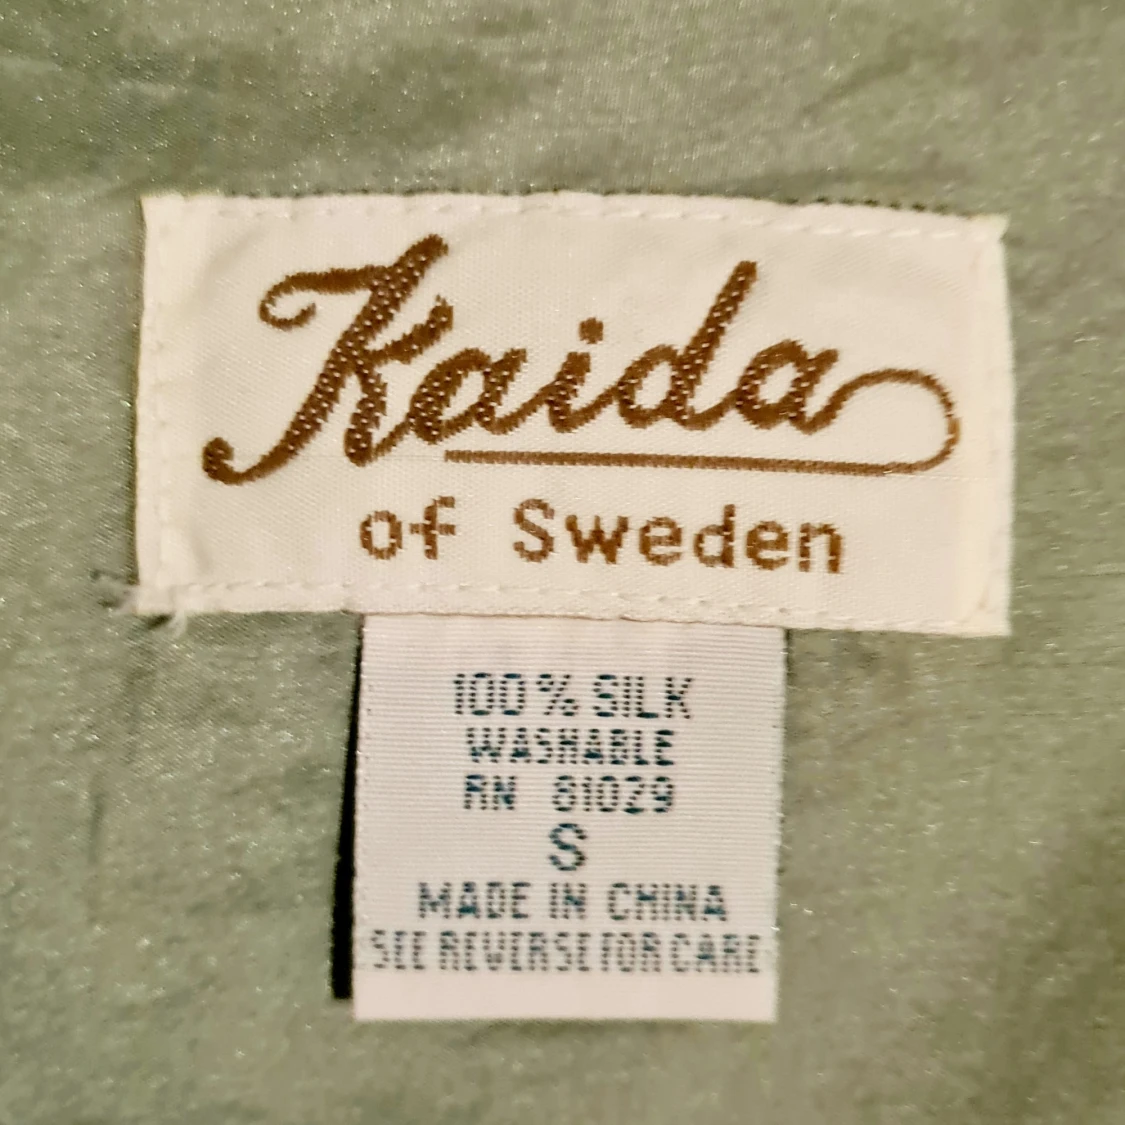 Kaida
of Sweden
100% SILK
WASHABLE
RN 81029
S
MADE IN CHINA
SEE REVERSE FOR CARE